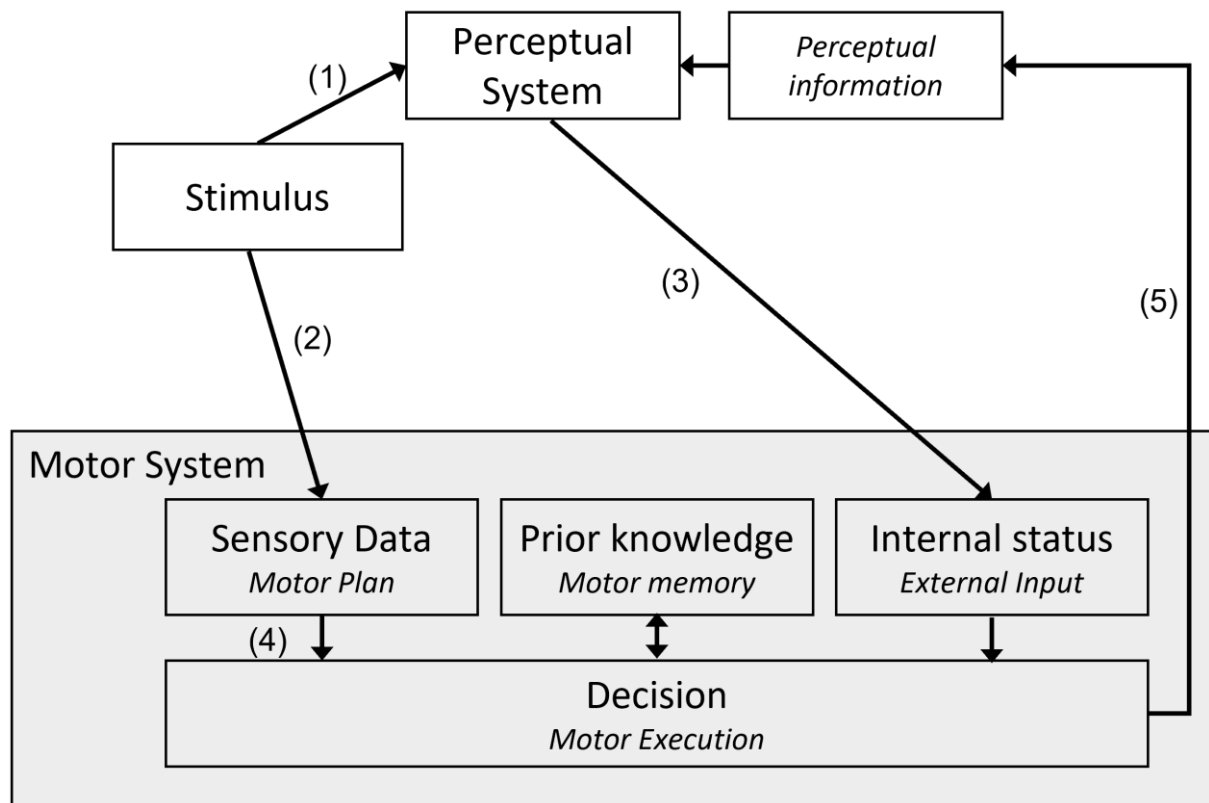 Perceptual
System
Perceptual
information
(1)
Stimulus
(2)
(3)
(5)
Motor System
Sensory Data
Motor Plan
Prior knowledge
Motor memory
Internal status
External Input
(4)
Decision
Motor Execution